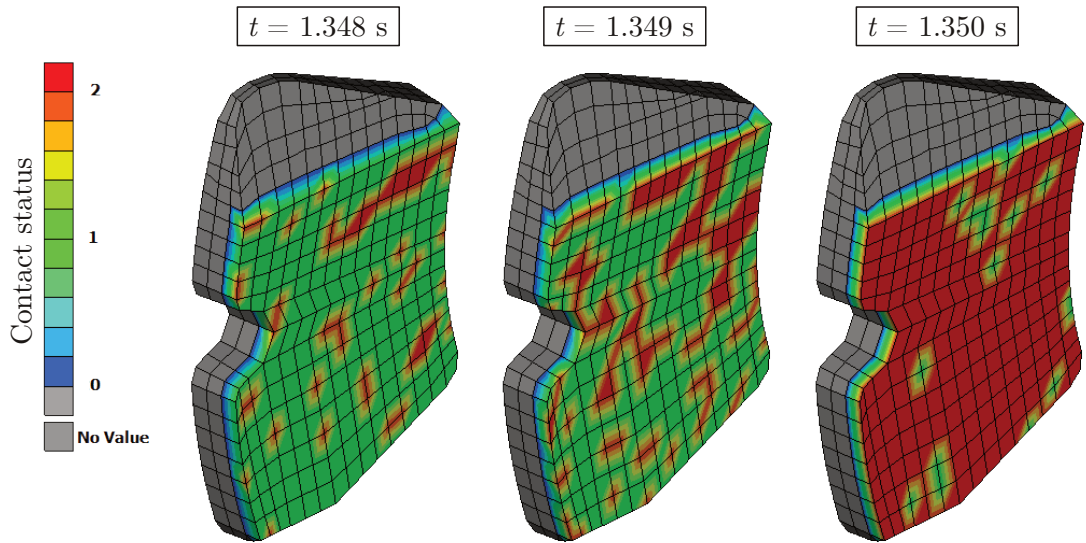 t = 1.348 s
t = 1.349 s
t = 1.350 s
Contact status
2
1
0
No Value